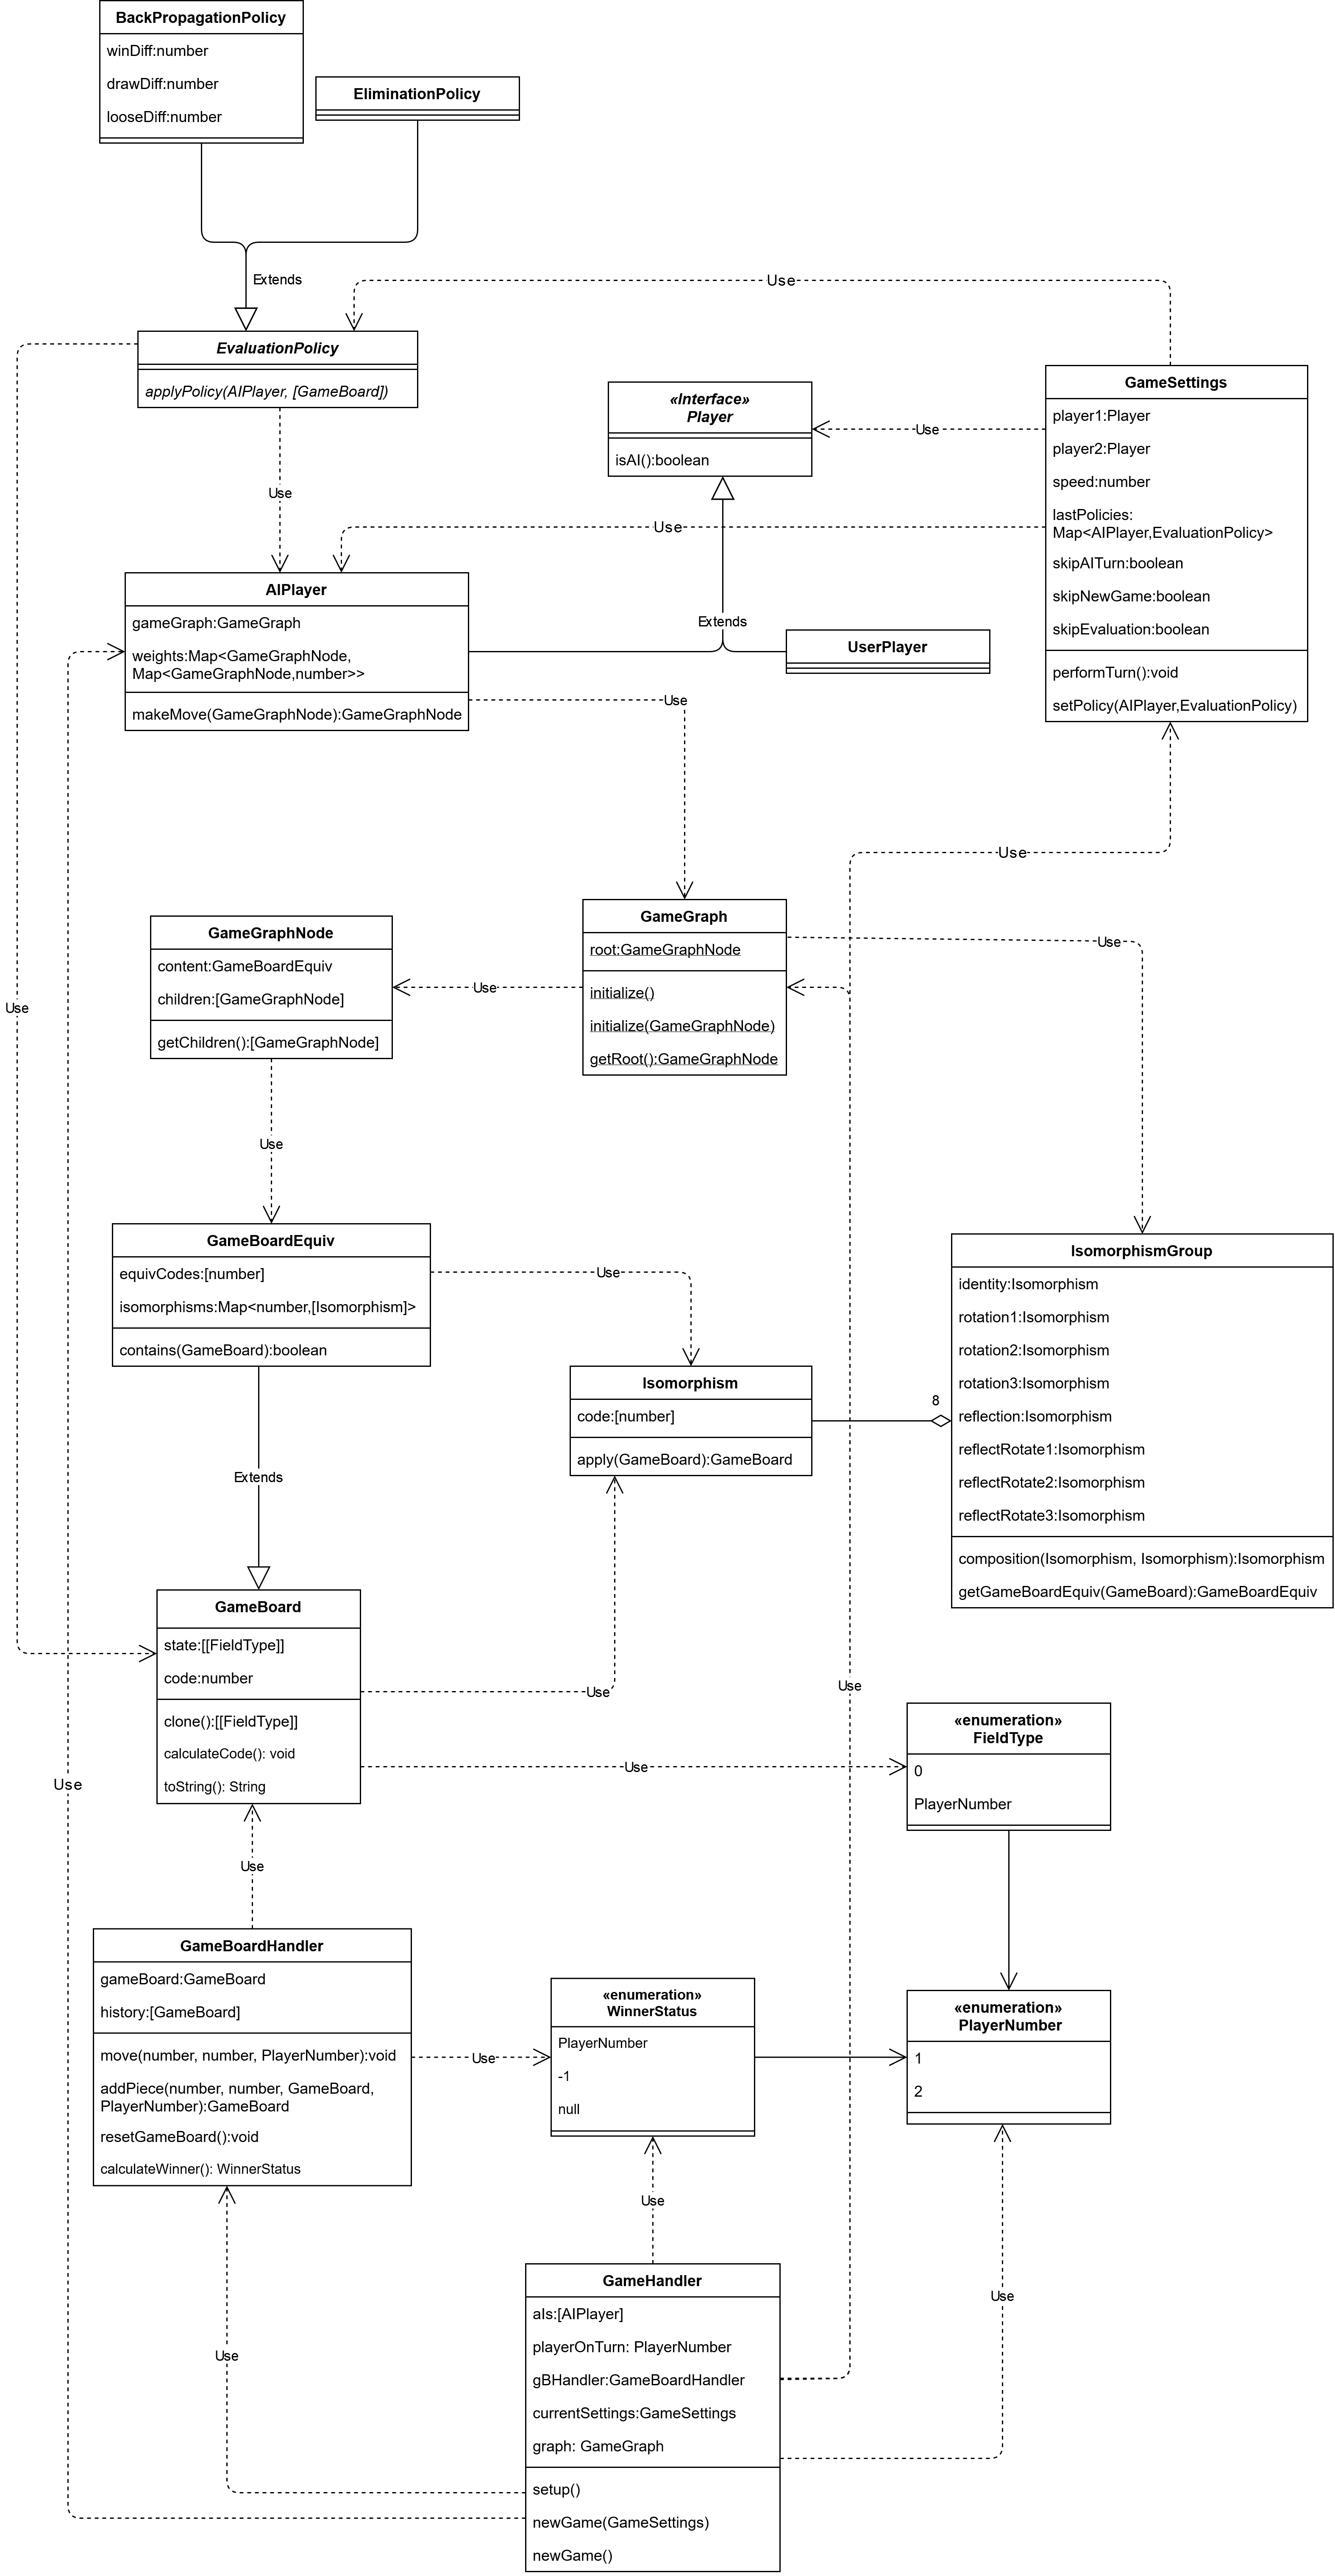 BackPropagationPolicy
winDiff:number
drawDiff:number
looseDiff:number
EliminationPolicy
Extends
Use
EvaluationPolicy
applyPolicy(AIPlayer, [GameBoard])
«Interface»
Player
isAI():boolean
Use
GameSettings
player1:Player
player2:Player
speed:number
lastPolicies:
Map<AIPlayer,EvaluationPolicy>
skipAITurn:boolean
skipNewGame:boolean
skipEvaluation:boolean
performTurn():void
setPolicy(AIPlayer,EvaluationPolicy)
Use
Use
AIPlayer
gameGraph:GameGraph
weights:Map<GameGraphNode,
Map<GameGraphNode,number>>
makeMove(GameGraphNode):GameGraphNode
Extends
UserPlayer
Use
Use
GameGraphNode
content:GameBoardEquiv
children:[GameGraphNode]
getChildren():[GameGraphNode]
Use
GameGraph
root:GameGraphNode
initialize()
initialize(GameGraphNode)
getRoot():GameGraphNode
Use
Use
Use
GameBoardEquiv
equivCodes:[number]
isomorphisms:Map<number,[Isomorphism]>
contains(GameBoard):boolean
Use
Isomorphism
code:[number]
apply(GameBoard):GameBoard
8
IsomorphismGroup
identity:Isomorphism
rotation1:Isomorphism
rotation2:Isomorphism
rotation3:Isomorphism
reflection:Isomorphism
reflectRotate1:Isomorphism
reflectRotate2:Isomorphism
reflectRotate3:Isomorphism
composition(Isomorphism, Isomorphism):Isomorphism
getGameBoardEquiv(GameBoard):GameBoardEquiv
Extends
GameBoard
state:[[FieldType]]
code:number
clone():[[FieldType]]
calculateCode(): void
toString(): String
Use
Use
Use
«enumeration»
FieldType
0
PlayerNumber
Use
Use
GameBoardHandler
gameBoard:GameBoard
history:[GameBoard]
move(number, number, PlayerNumber):void
addPiece(number, number, GameBoard,
PlayerNumber):GameBoard
resetGameBoard():void
calculateWinner(): WinnerStatus
Use
«enumeration»
WinnerStatus
PlayerNumber
-1
null
«enumeration»
PlayerNumber
1
2
Use
Use
Use
GameHandler
aIs:[AIPlayer]
playerOnTurn: PlayerNumber
gBHandler:GameBoardHandler
currentSettings:GameSettings
graph: GameGraph
setup()
newGame(GameSettings)
newGame()